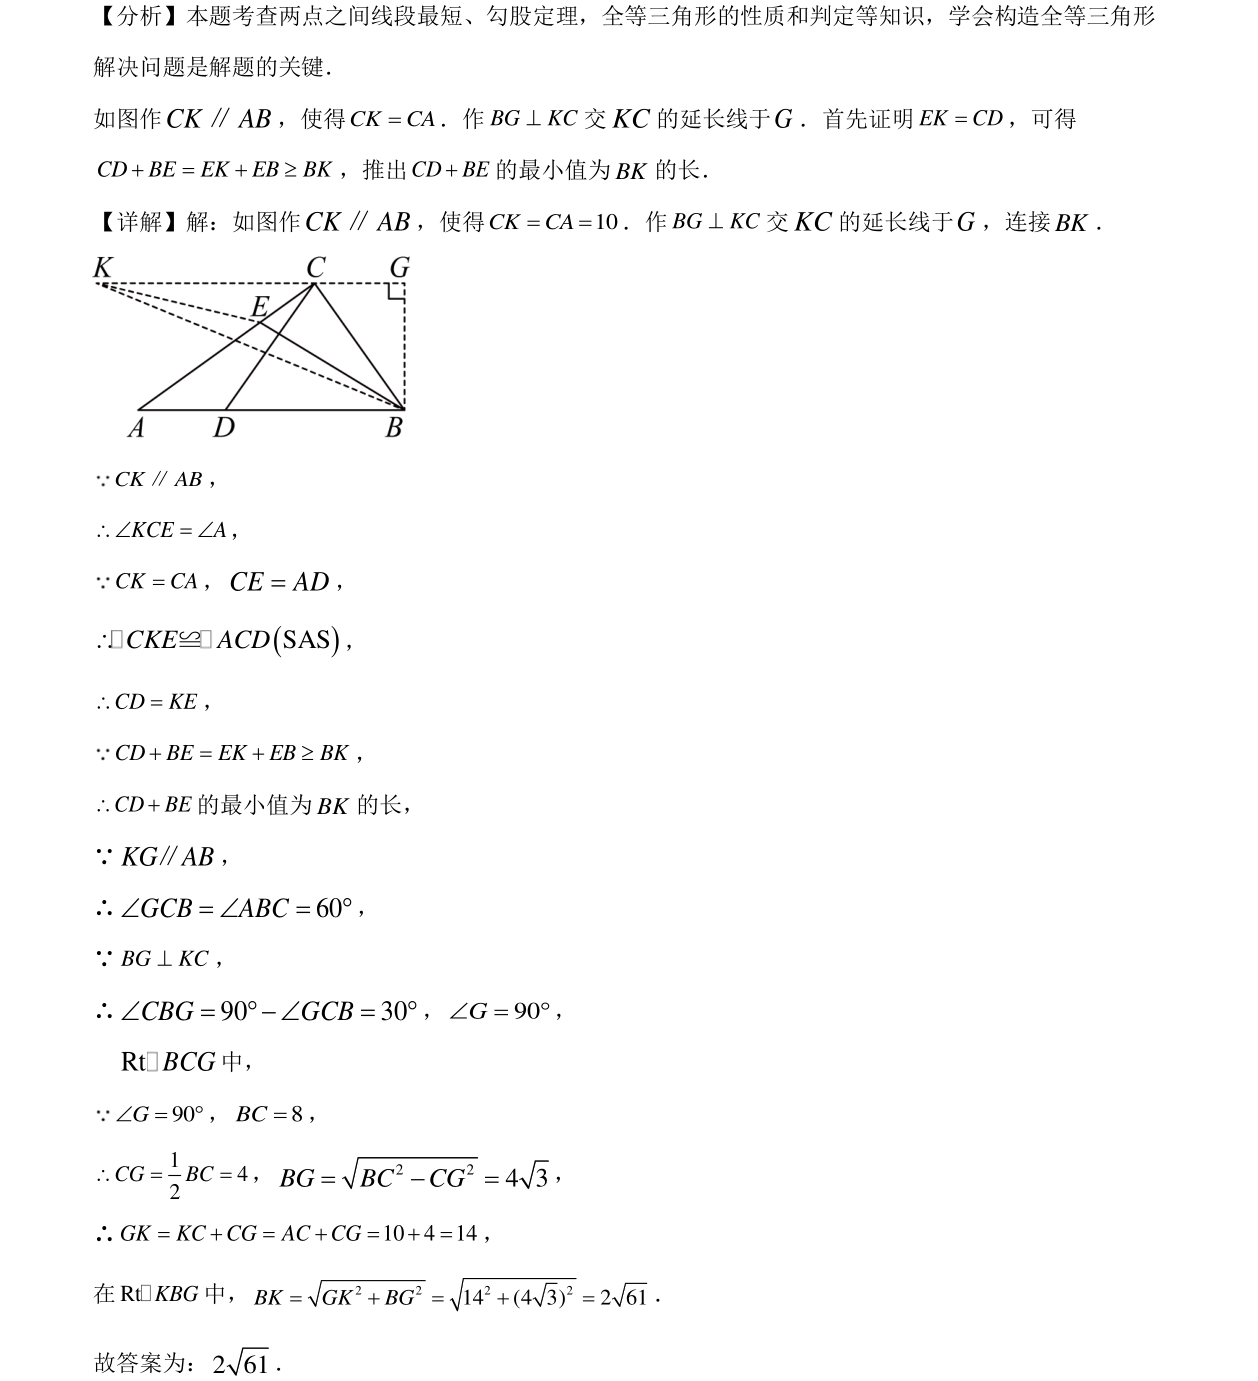 【分析】本题考查两点之间线段最短、勾股定理，全等三角形的性质和判定等知识，学会构造全等三角形
解决问题是解题的关键．
如图作CK∥AB，使得CK=CA．作BG⊥KC交KC的延长线于G．首先证明EK=CD，可得
CD+BE=EK+EB≥BK，推出CD+BE的最小值为BK的长．
【详解】解：如图作CK∥AB，使得CK=CA=10．作BG⊥KC交KC的延长线于G，连接BK．
K C G
E
A D B
∵CK∥AB，
∴∠KCE=∠A，
∵CK=CA，CE=AD，
∴□CKE≌□ACD(SAS)，
∴CD=KE，
∵CD+BE=EK+EB≥BK，
∴CD+BE的最小值为BK的长，
∵KG∥AB，
∴∠GCB=∠ABC=60°，
∵BG⊥KC，
∴∠CBG=90°−∠GCB=30°，∠G=90°，
Rt□BCG中，
∵∠G=90°，BC=8，
∴CG=1/2BC=4，BG=√(BC²−CG²)=4√3，
∴GK=KC+CG=AC+CG=10+4=14，
在Rt□KBG中，BK=√(GK²+BG²)=√(14²+(4√3)²)=2√61．
故答案为：2√61．